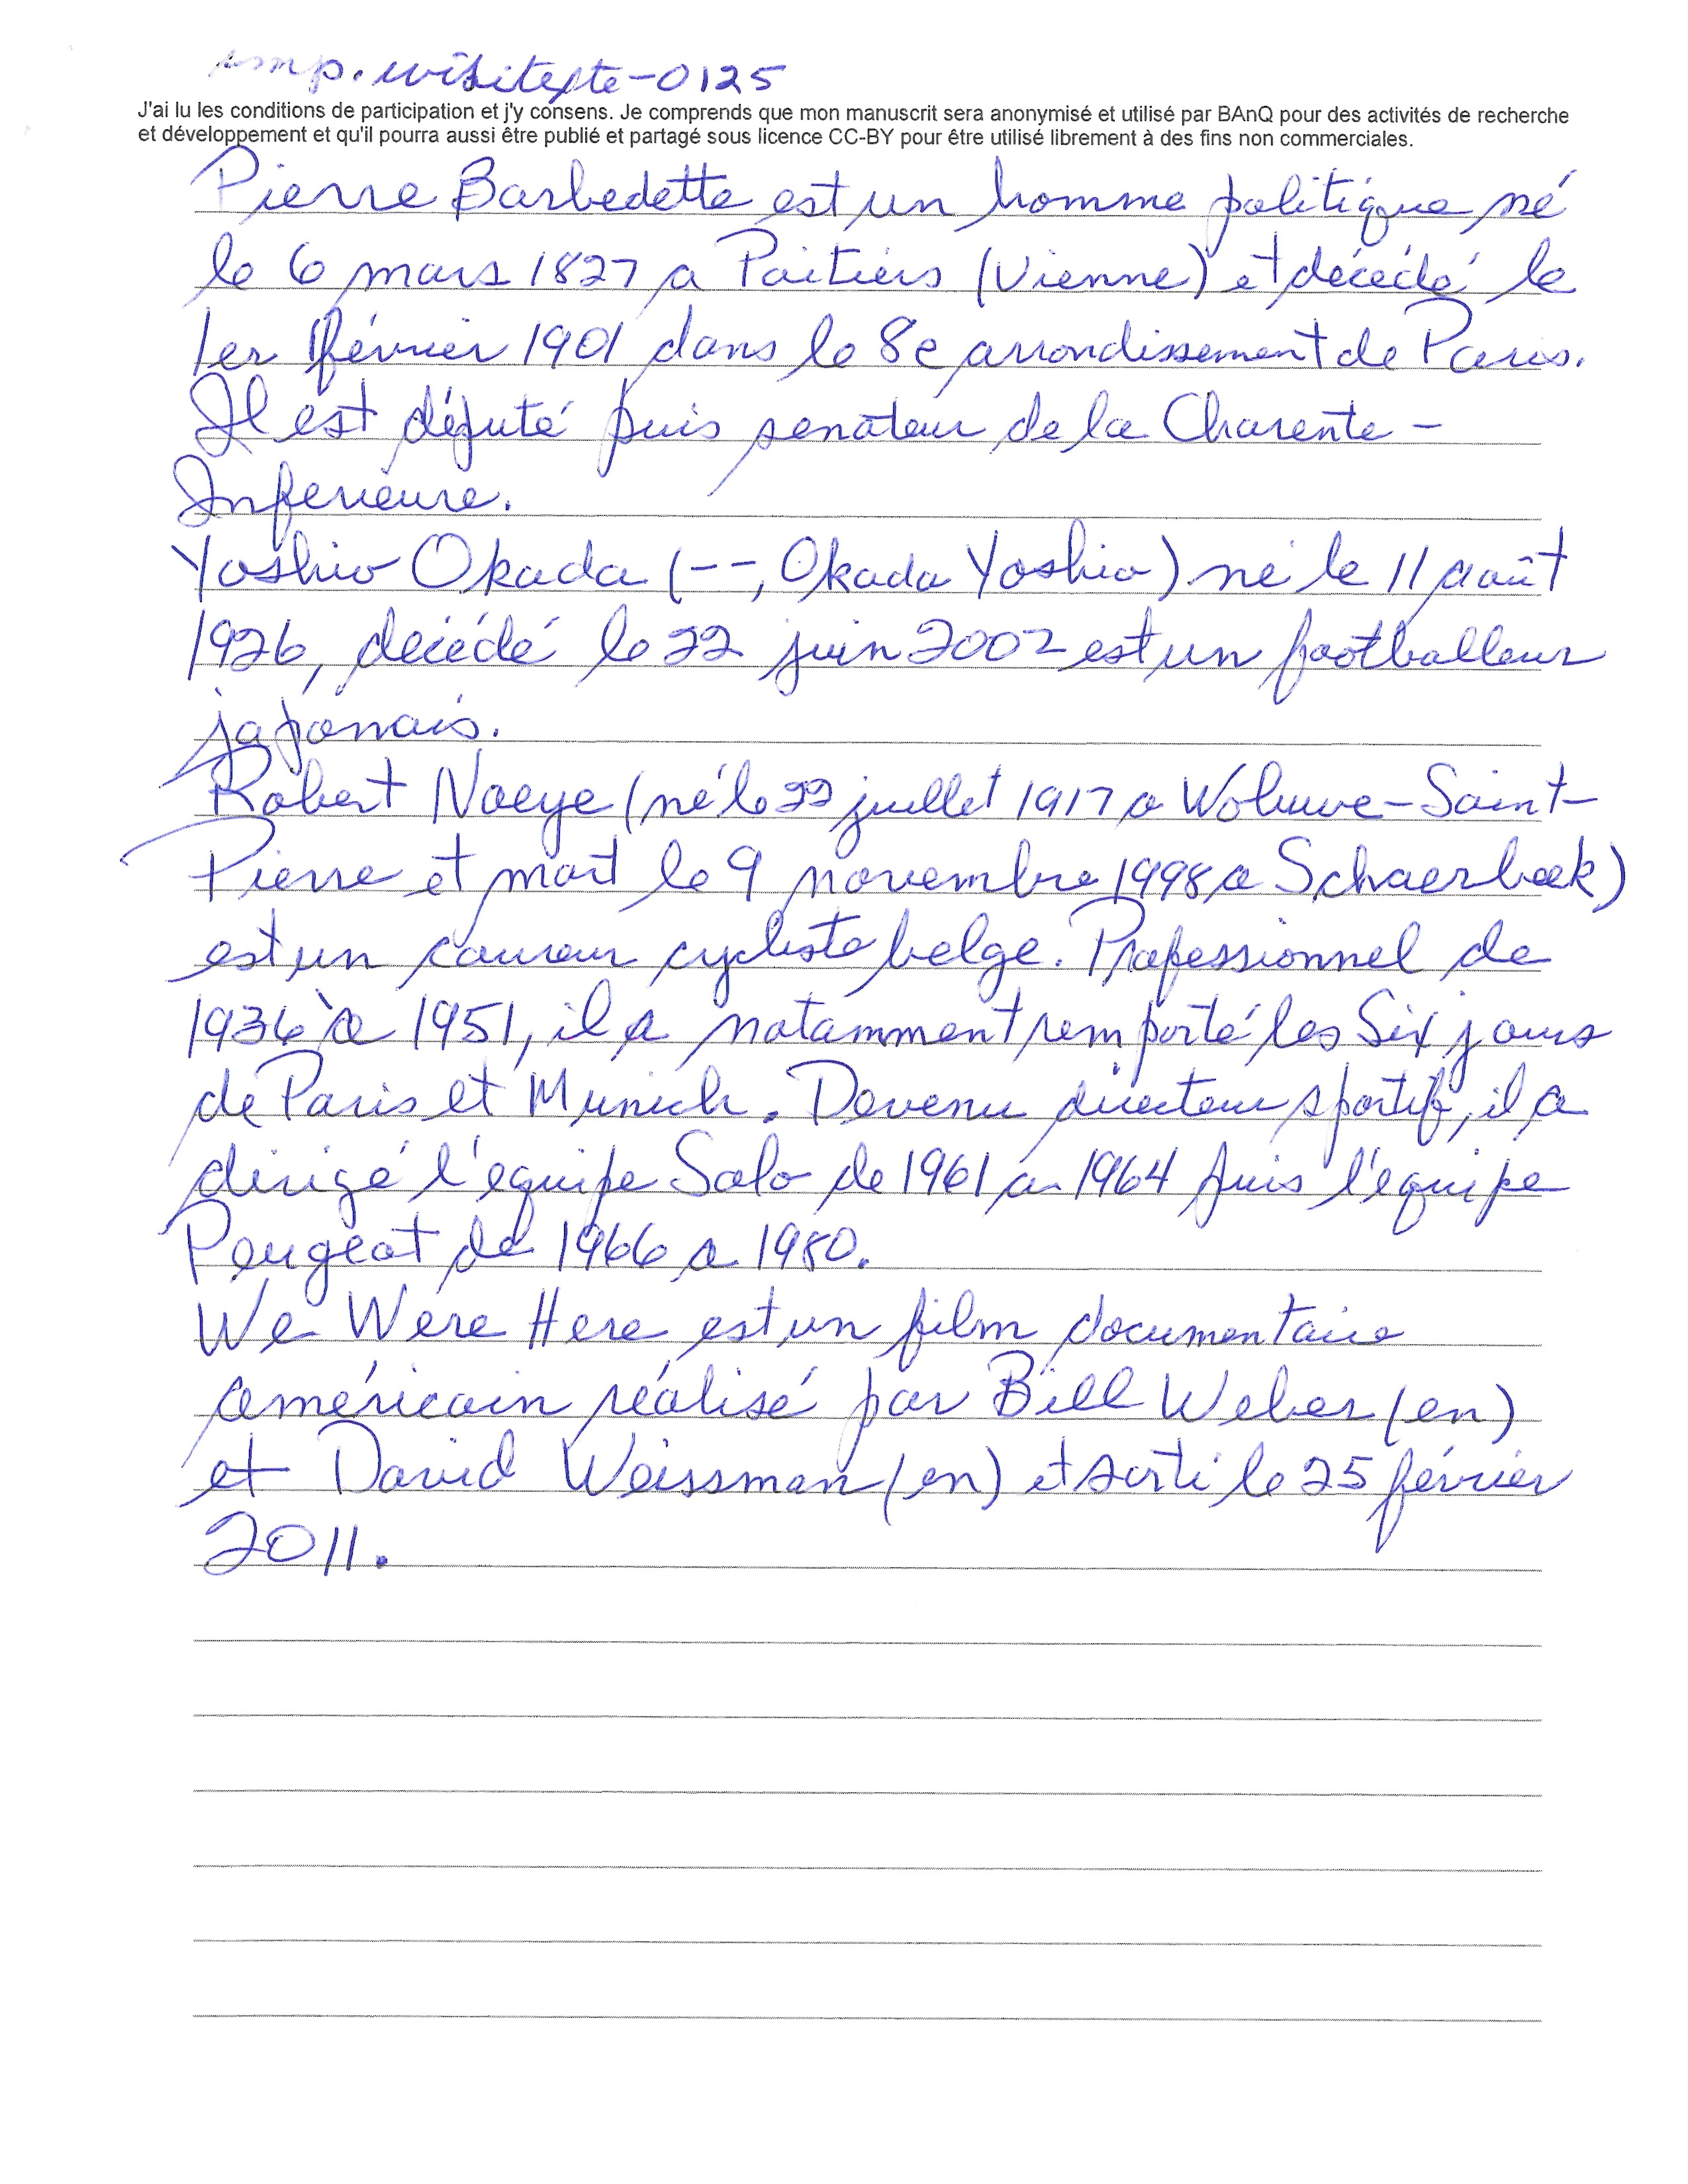 smp.wikitexte-0125
J'ai lu les conditions de participation et j'y consens. Je comprends que mon manuscrit sera anonymisé et utilisé par BAnQ pour des activités de recherche
et développement et qu'il pourra aussi être publié et partagé sous licence CC-BY pour être utilisé librement à des fins non commerciales.
Pierre Barbedette est un homme politique né
le 6 mars 1827 a Poitiers (Vienne) et décédé le
1er février 1901 dans le 8e arrondissement de Paris.
Il est député puis senateur de la Charente-
Inferieure.
Yoshio Okada (--, Okada Yoshio) né le 11 août
1926, décédé le 22 juin 2002 est un footballeur
japonais.
Robert Naeye (né le 22 juillet 1917 a Woluwe-Saint-
Pierre et mort le 9 novembre 1998 a Schaerbeek)
est un coureur cycliste belge. Professionnel de
1936 à 1951, il a notamment remporté les Six jours
de Paris et Munich. Devenu directeur sportif, il a
dirigé l'equipe Solo de 1961 a 1964 puis l'equipe
Peugeot de 1966 a 1980.
We Were Here est un film documentaire
américain réalisé par Bill Weber (en)
et David Weissman (en) et sorti le 25 février
2011.